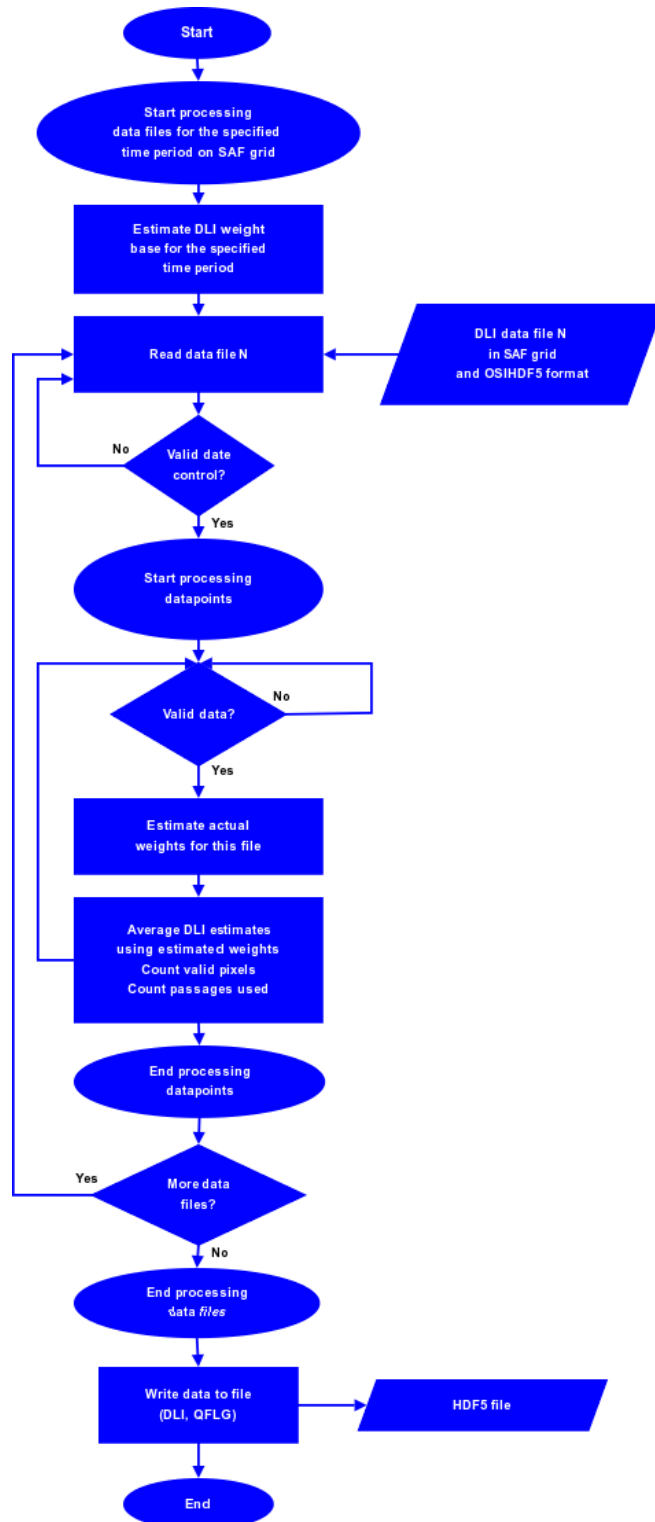 Start
Start processing
data files for the specified
time period on SAF grid
Estimate DLI weight
base for the specified
time period
Read data file N
DLI data file N
in SAF grid
and OSIHDF5 format
No
Valid date
control?
Yes
Start processing
datapoints
No
Valid data?
Yes
Estimate actual
weights for this file
Average DLI estimates
using estimated weights
Count valid pixels
Count passages used
End processing
datapoints
Yes
More data
files?
No
End processing
data files
Write data to file
(DLI, QFLG)
HDF5 file
End